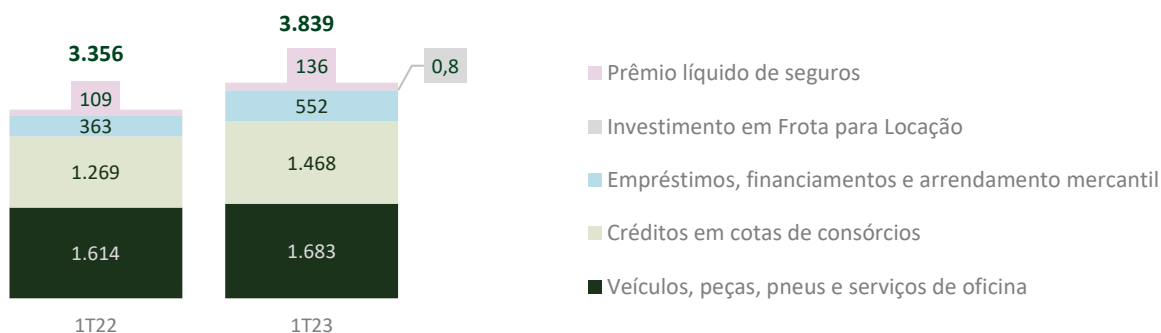 3.356
3.839
109
136
0,8
363
552
1.269
1.468
1.614
1.683
1T22
1T23
Prêmio líquido de seguros
Investimento em Frota para Locação
Empréstimos, financiamentos e arrendamento mercantil
Créditos em cotas de consórcios
Veículos, peças, pneus e serviços de oficina